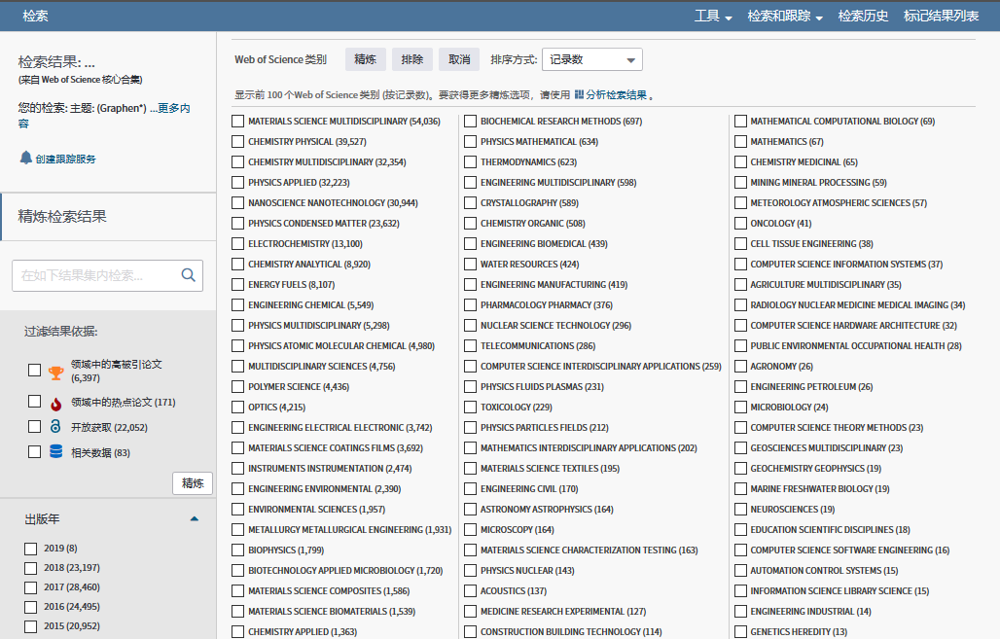 检索
工具
检索和跟踪
检索历史
标记结果列表
检索结果: ...
(来自 Web of Science 核心合集)
您的检索: 主题: (Graphen*) ...更多内
容
创建跟踪服务
精炼检索结果
在如下结果集内检索...
过滤结果依据:
领域中的高被引论文
(6,397)
领域中的热点论文 (171)
开放获取 (22,052)
相关数据 (83)
精炼
出版年
2019 (8)
2018 (23,197)
2017 (28,460)
2016 (24,495)
2015 (20,952)
Web of Science 类别
精炼
排除
取消
排序方式:
记录数
显示前 100 个Web of Science 类别 (按记录数)。要获得更多精炼选项，请使用 分析检索结果 。
MATERIALS SCIENCE MULTIDISCIPLINARY (54,036)
CHEMISTRY PHYSICAL (39,527)
CHEMISTRY MULTIDISCIPLINARY (32,354)
PHYSICS APPLIED (32,223)
NANOSCIENCE NANOTECHNOLOGY (30,944)
PHYSICS CONDENSED MATTER (23,632)
ELECTROCHEMISTRY (13,100)
CHEMISTRY ANALYTICAL (8,920)
ENERGY FUELS (8,107)
ENGINEERING CHEMICAL (5,549)
PHYSICS MULTIDISCIPLINARY (5,298)
PHYSICS ATOMIC MOLECULAR CHEMICAL (4,980)
MULTIDISCIPLINARY SCIENCES (4,756)
POLYMER SCIENCE (4,436)
OPTICS (4,215)
ENGINEERING ELECTRICAL ELECTRONIC (3,742)
MATERIALS SCIENCE COATINGS FILMS (3,692)
INSTRUMENTS INSTRUMENTATION (2,474)
ENGINEERING ENVIRONMENTAL (2,390)
ENVIRONMENTAL SCIENCES (1,957)
METALLURGY METALLURGICAL ENGINEERING (1,931)
BIOPHYSICS (1,799)
BIOTECHNOLOGY APPLIED MICROBIOLOGY (1,720)
MATERIALS SCIENCE COMPOSITES (1,586)
MATERIALS SCIENCE BIOMATERIALS (1,539)
CHEMISTRY APPLIED (1,363)
BIOCHEMICAL RESEARCH METHODS (697)
PHYSICS MATHEMATICAL (634)
THERMODYNAMICS (623)
ENGINEERING MULTIDISCIPLINARY (598)
CRYSTALLOGRAPHY (589)
CHEMISTRY ORGANIC (508)
ENGINEERING BIOMEDICAL (439)
WATER RESOURCES (424)
ENGINEERING MANUFACTURING (419)
PHARMACOLOGY PHARMACY (376)
NUCLEAR SCIENCE TECHNOLOGY (296)
TELECOMMUNICATIONS (286)
COMPUTER SCIENCE INTERDISCIPLINARY APPLICATIONS (259)
PHYSICS FLUIDS PLASMAS (231)
TOXICOLOGY (229)
PHYSICS PARTICLES FIELDS (212)
MATHEMATICS INTERDISCIPLINARY APPLICATIONS (202)
MATERIALS SCIENCE TEXTILES (195)
ENGINEERING CIVIL (170)
ASTRONOMY ASTROPHYSICS (164)
MICROSCOPY (164)
MATERIALS SCIENCE CHARACTERIZATION TESTING (163)
PHYSICS NUCLEAR (143)
ACOUSTICS (137)
MEDICINE RESEARCH EXPERIMENTAL (127)
CONSTRUCTION BUILDING TECHNOLOGY (114)
MATHEMATICAL COMPUTATIONAL BIOLOGY (69)
MATHEMATICS (67)
CHEMISTRY MEDICINAL (65)
MINING MINERAL PROCESSING (59)
METEOROLOGY ATMOSPHERIC SCIENCES (57)
ONCOLOGY (41)
CELL TISSUE ENGINEERING (38)
COMPUTER SCIENCE INFORMATION SYSTEMS (37)
AGRICULTURE MULTIDISCIPLINARY (35)
RADIOLOGY NUCLEAR MEDICINE MEDICAL IMAGING (34)
COMPUTER SCIENCE HARDWARE ARCHITECTURE (32)
PUBLIC ENVIRONMENTAL OCCUPATIONAL HEALTH (28)
AGRONOMY (26)
ENGINEERING PETROLEUM (26)
MICROBIOLOGY (24)
COMPUTER SCIENCE THEORY METHODS (23)
GEOSCIENCES MULTIDISCIPLINARY (23)
GEOCHEMISTRY GEOPHYSICS (19)
MARINE FRESHWATER BIOLOGY (19)
NEUROSCIENCES (19)
EDUCATION SCIENTIFIC DISCIPLINES (18)
COMPUTER SCIENCE SOFTWARE ENGINEERING (16)
AUTOMATION CONTROL SYSTEMS (15)
INFORMATION SCIENCE LIBRARY SCIENCE (15)
ENGINEERING INDUSTRIAL (14)
GENETICS HEREDITY (13)